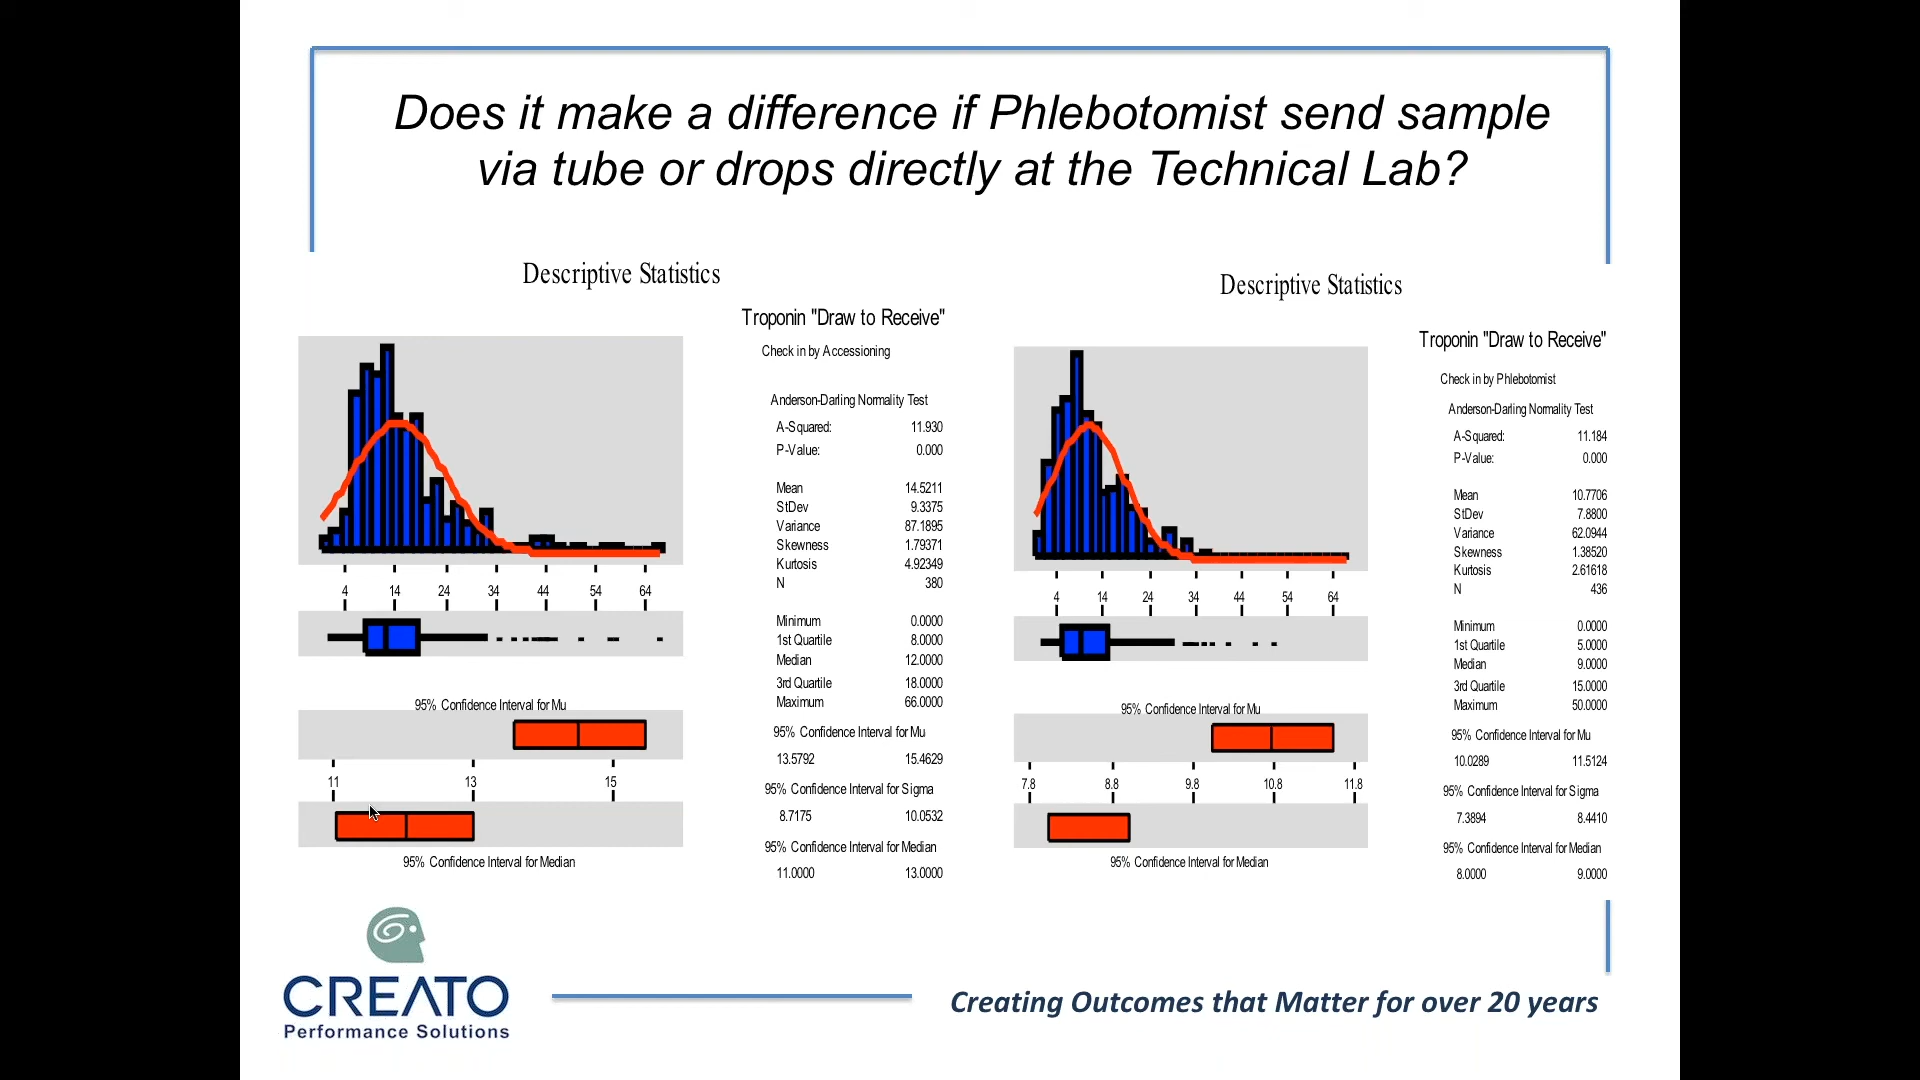 Does it make a difference if Phlebotomist send sample
via tube or drops directly at the Technical Lab?
Descriptive Statistics
Troponin "Draw to Receive"
Check in by Accessioning
Anderson-Darling Normality Test
A-Squared: 11.930
P-Value: 0.000
Mean 14.5211
StDev 9.3375
Variance 87.1895
Skewness 1.79371
Kurtosis 4.92349
N 380
Minimum 0.0000
1st Quartile 8.0000
Median 12.0000
3rd Quartile 18.0000
Maximum 66.0000
95% Confidence Interval for Mu
13.5792 15.4629
95% Confidence Interval for Sigma
8.7175 10.0532
95% Confidence Interval for Median
11.0000 13.0000
4 14 24 34 44 54 64
95% Confidence Interval for Mu
11 13 15
95% Confidence Interval for Median
Descriptive Statistics
Troponin "Draw to Receive"
Check in by Phlebotomist
Anderson-Darling Normality Test
A-Squared: 11.184
P-Value: 0.000
Mean 10.7706
StDev 7.8800
Variance 62.0944
Skewness 1.38520
Kurtosis 2.61618
N 436
Minimum 0.0000
1st Quartile 5.0000
Median 9.0000
3rd Quartile 15.0000
Maximum 50.0000
95% Confidence Interval for Mu
10.0289 11.5124
95% Confidence Interval for Sigma
7.3894 8.4410
95% Confidence Interval for Median
8.0000 9.0000
4 14 24 34 44 54 64
95% Confidence Interval for Mu
7.8 8.8 9.8 10.8 11.8
95% Confidence Interval for Median
CREATO
Performance Solutions
Creating Outcomes that Matter for over 20 years